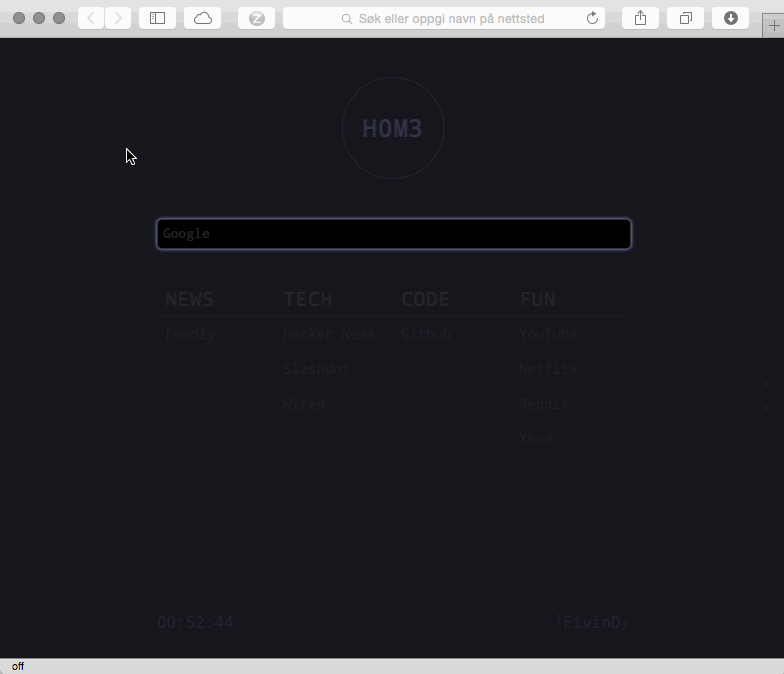 Søk eller oppgi navn på nettsted
H0M3
Google
NEWS TECH CODE FUN
Feedly Hacker News Github YouTube
Slashdot Netflix
Wired Reddit
Xkcd
00:52:44 「EivinD」
off